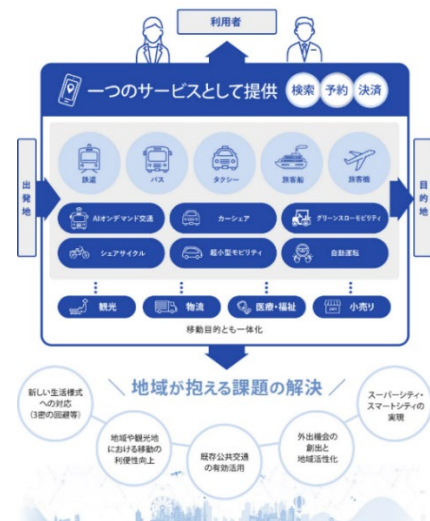 利用者
一つのサービスとして提供
検索
予約
決済
出発地
目的地
鉄道
バス
タクシー
旅客船
旅客機
AIオンデマンド交通
カーシェア
グリーンスローモビリティ
シェアサイクル
超小型モビリティ
自動運転
観光
物流
医療・福祉
小売り
移動目的とも一体化
地域が抱える課題の解決
新しい生活様式
への対応
(3密の回避等)
地域や観光地
における移動の
利便性向上
既存公共交通
の有効活用
外出機会の
創出と
地域活性化
スーパーシティ・
スマートシティの
実現